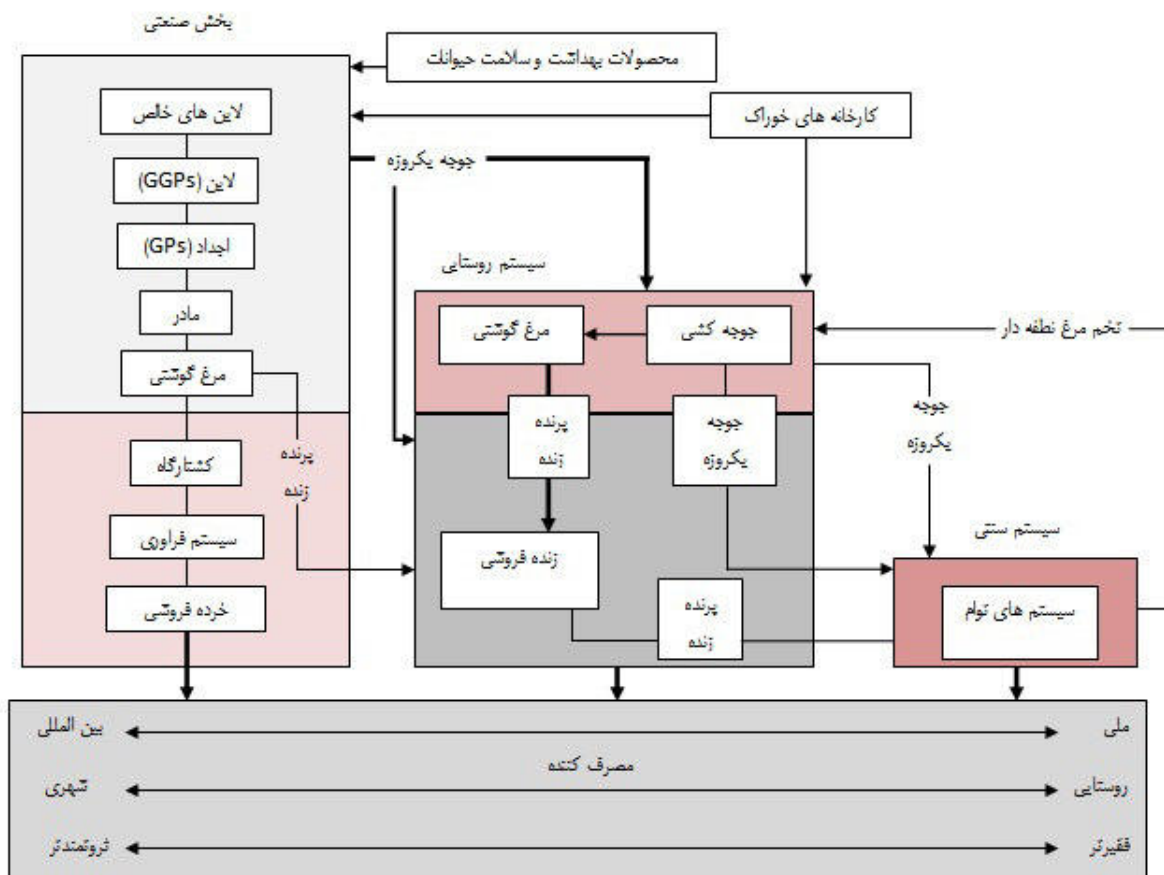 بخش صنعتی
محصولات بهداشت و سلامت حیوانات
لاین های خالص
کارخانه های خوراک
جوجه یکروزه
لاین (GGPs)
اجداد (GPs)
سیستم روستایی
مادر
مرغ گوشتی
جوجه کشی
تخم مرغ نطفه دار
مرغ گوشتی
پرنده
زنده
جوجه
یکروزه
جوجه
یکروزه
کشتارگاه
پرنده
زنده
سیستم فراوری
زنده فروشی
سیستم سنتی
خرده فروشی
پرنده
زنده
سیستم های توام
بین المللی
ملی
مصرف کننده
شهری
روستایی
ثروتمندتر
فقیرتر